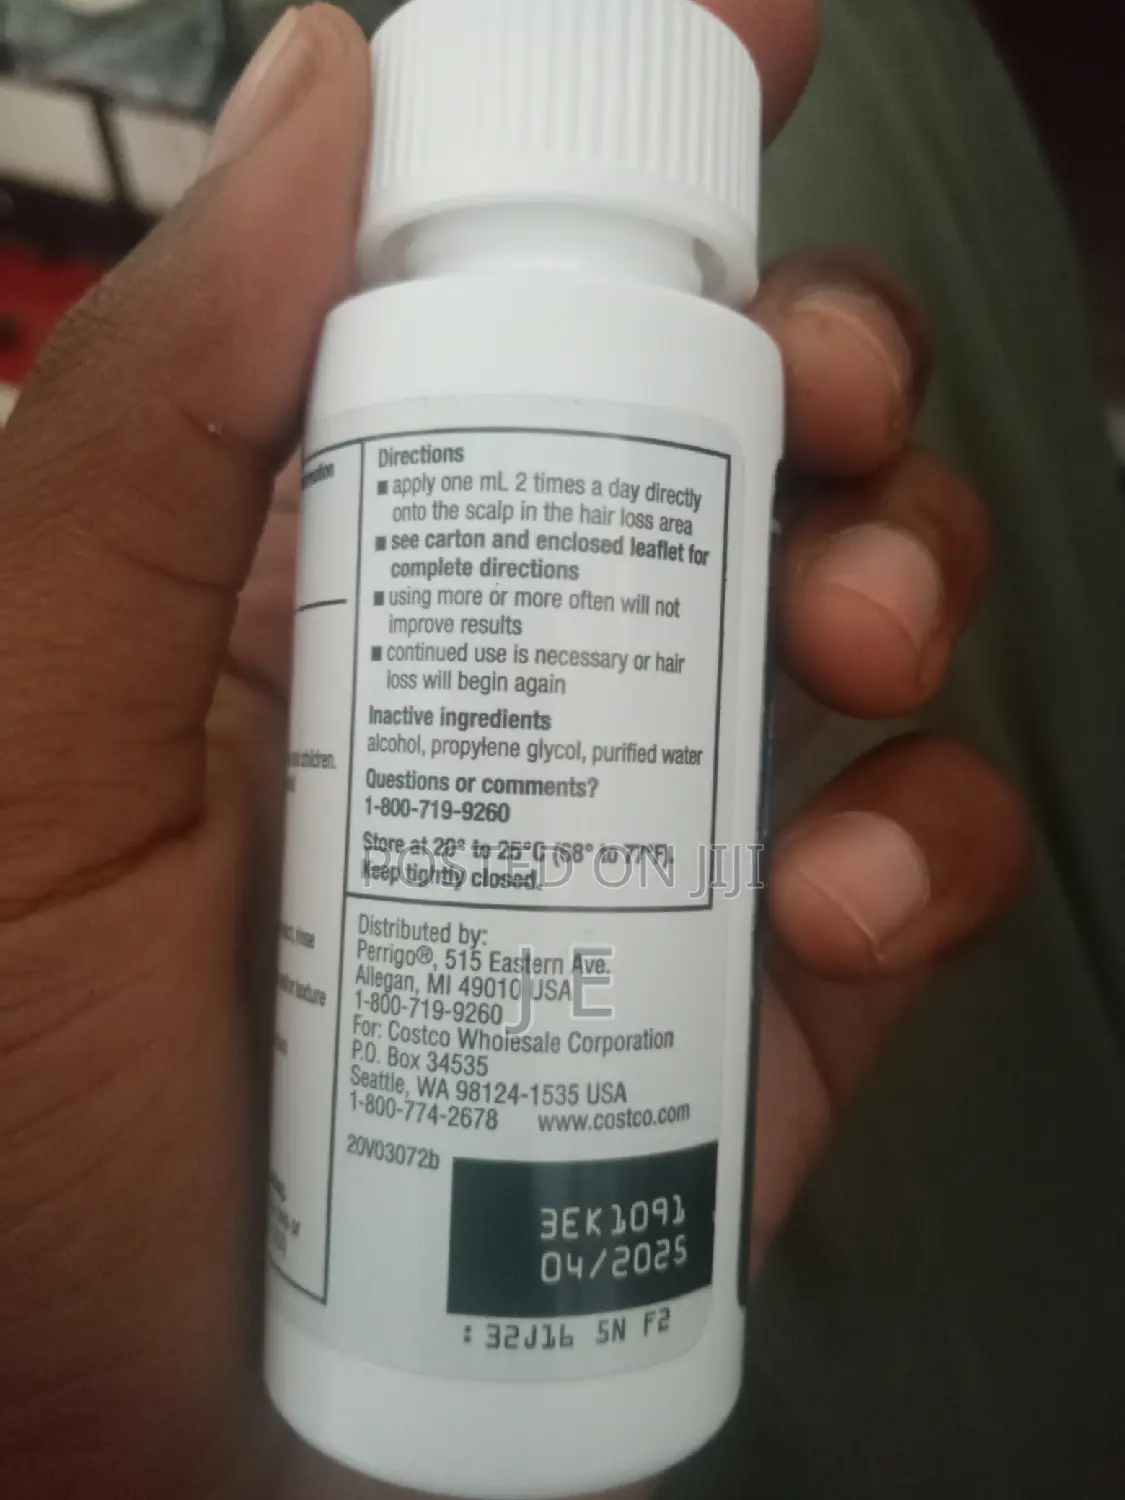 Directions
■ apply one mL 2 times a day directly
onto the scalp in the hair loss area
■ see carton and enclosed leaflet for
complete directions
■ using more or more often will not
improve results
■ continued use is necessary or hair
loss will begin again
Inactive ingredients
alcohol, propylene glycol, purified water
Questions or comments?
1-800-719-9260
Store at 20° to 25°C (68° to 77°F).
Keep tightly closed.
POSTED ON JIJI
Distributed by:
Perrigo®, 515 Eastern Ave.
J E
Allegan, MI 49010 USA
1-800-719-9260
For: Costco Wholesale Corporation
P.O. Box 34535
Seattle, WA 98124-1535 USA
1-800-774-2678 www.costco.com
20V03072b
3EK1091
04/2025
: 32J16 SN F2
children.
rinse
texture